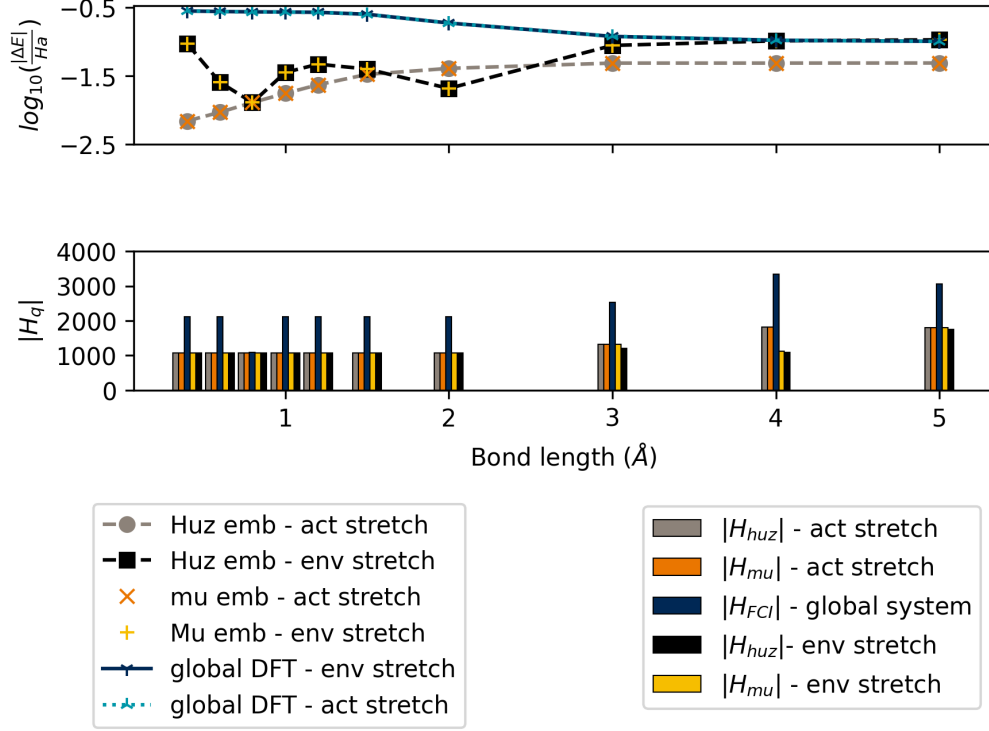 log10(|ΔE|/Ha)
−0.5
−1.5
−2.5
|Hq|
4000
3000
2000
1000
0
1 2 3 4 5
Bond length (Å)
Huz emb - act stretch
Huz emb - env stretch
mu emb - act stretch
Mu emb - env stretch
global DFT - env stretch
global DFT - act stretch
|Hhuz| - act stretch
|Hmu| - act stretch
|HFCI| - global system
|Hhuz|- env stretch
|Hmu| - env stretch